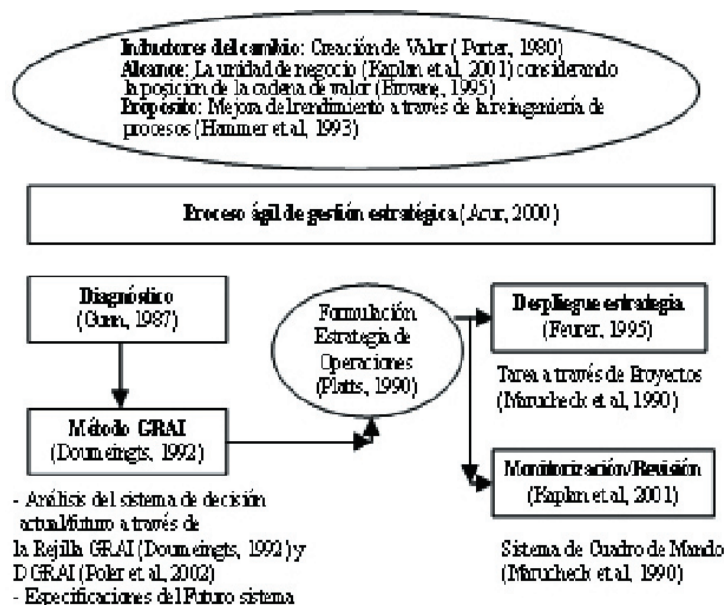 Inductores del cambio: Creación de Valor ( Porter, 1980)
Alcance: La unidad de negocio (Kaplan et al, 2001) considerando
la posición de la cadena de valor (Browne, 1995)
Propósito: Mejora del rendimiento a través de la reingeniería de
procesos (Hammer et al, 1993)
Proceso ágil de gestión estratégica (Acur, 2000)
Diagnóstico
(Gunn, 1987)
Método GRAI
(Doumeingts, 1992)
- Análisis del sistema de decisión
actual/futuro a través de
la Rejilla GRAI (Doumeingts, 1992) y
DGRAI (Poler et al, 2002)
- Especificaciones del Futuro sistema
Formulación
Estrategia de
Operaciones
(Platts, 1990)
Despliegue estrategia
(Feurer, 1995)
Tarea a través de Proyectos
(Marucheck et al, 1990)
Monitorización/Revisión
(Kaplan et al, 2001)
Sistema de Cuadro de Mando
(Marucheck et al, 1990)